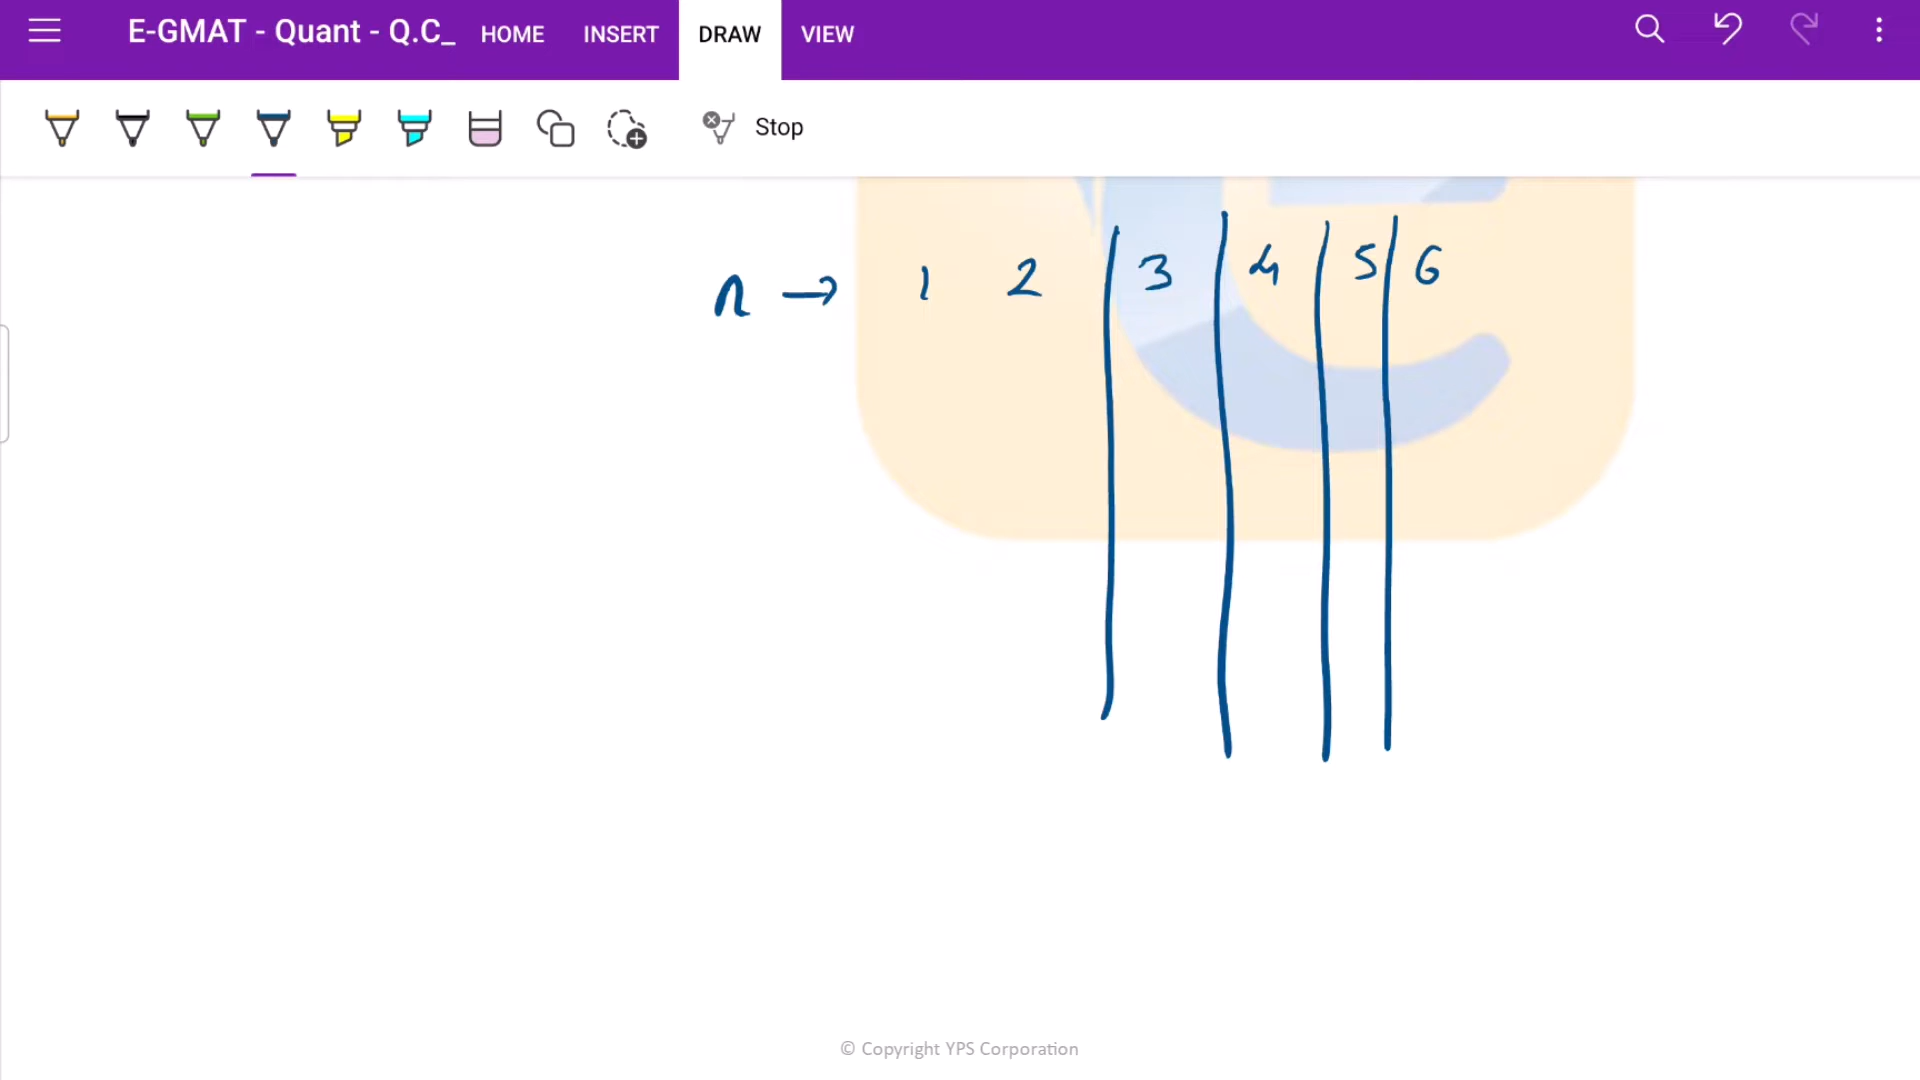 E-GMAT - Quant - Q.C_ HOME INSERT DRAW VIEW
Stop
n → 1 2 3 4 5 6
© Copyright YPS Corporation